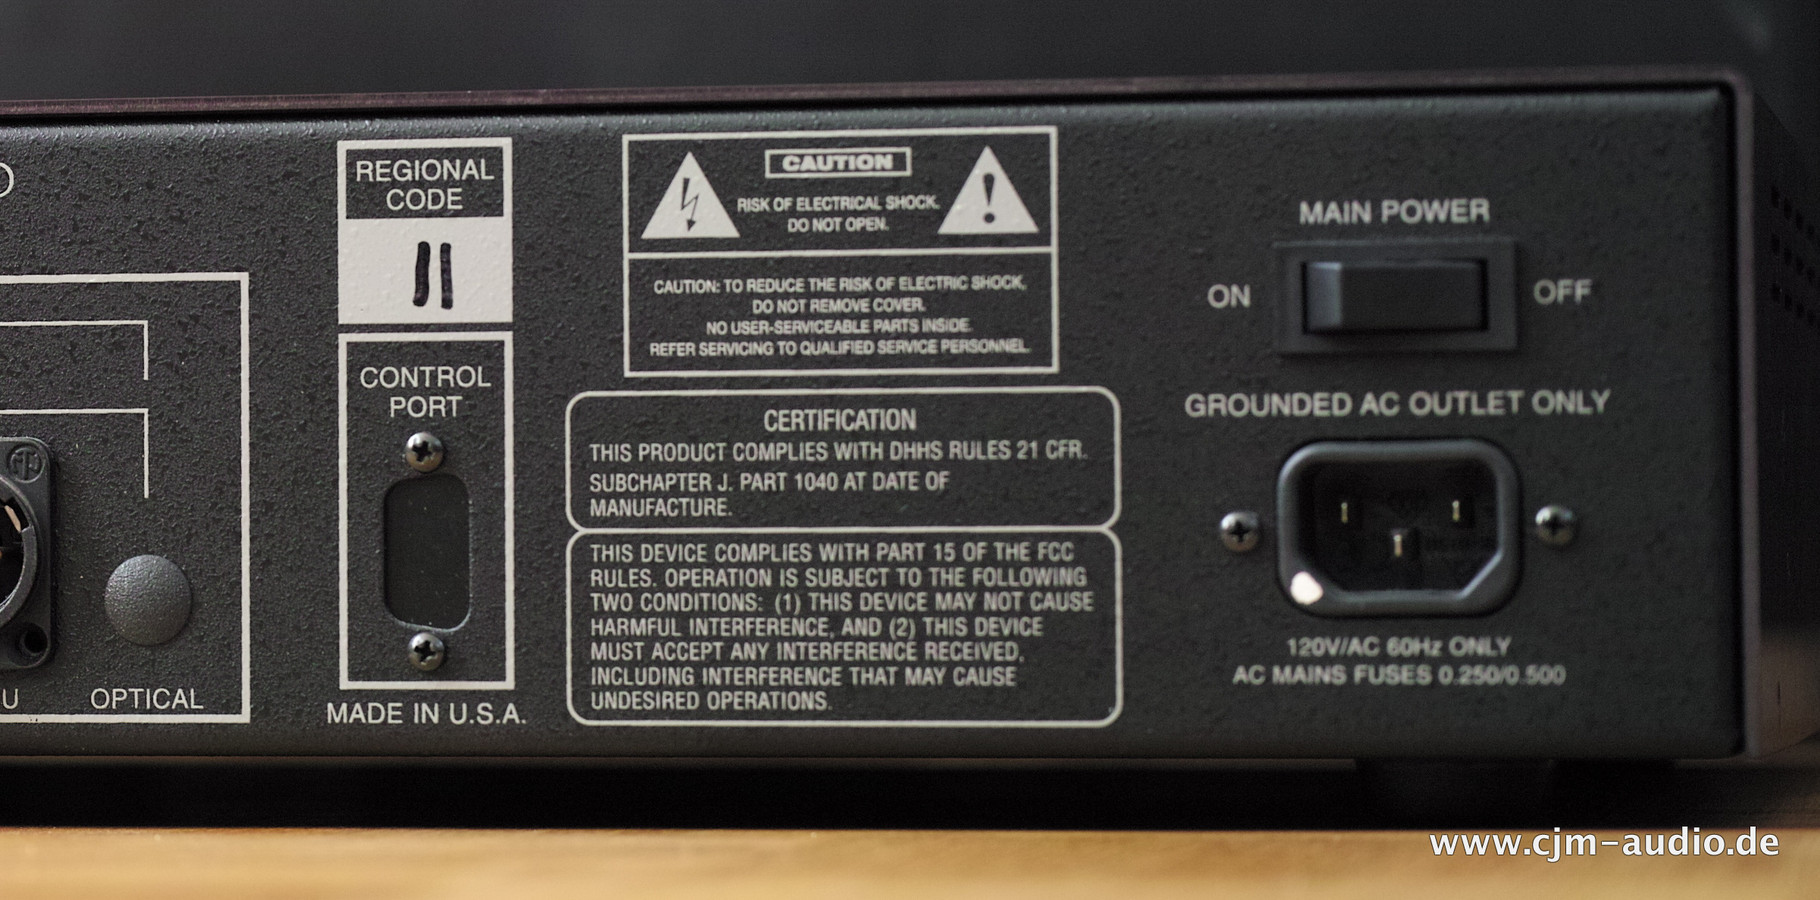 REGIONAL
CODE
11
CONTROL
PORT
OPTICAL
MADE IN U.S.A.
CAUTION
RISK OF ELECTRICAL SHOCK.
DO NOT OPEN.
CAUTION: TO REDUCE THE RISK OF ELECTRIC SHOCK,
DO NOT REMOVE COVER.
NO USER-SERVICEABLE PARTS INSIDE.
REFER SERVICING TO QUALIFIED SERVICE PERSONNEL.
CERTIFICATION
THIS PRODUCT COMPLIES WITH DHHS RULES 21 CFR.
SUBCHAPTER J. PART 1040 AT DATE OF
MANUFACTURE.
THIS DEVICE COMPLIES WITH PART 15 OF THE FCC
RULES. OPERATION IS SUBJECT TO THE FOLLOWING
TWO CONDITIONS: (1) THIS DEVICE MAY NOT CAUSE
HARMFUL INTERFERENCE, AND (2) THIS DEVICE
MUST ACCEPT ANY INTERFERENCE RECEIVED,
INCLUDING INTERFERENCE THAT MAY CAUSE
UNDESIRED OPERATIONS.
MAIN POWER
ON OFF
GROUNDED AC OUTLET ONLY
120V/AC 60Hz ONLY
AC MAINS FUSES 0.250/0.500
www.cjm-audio.de